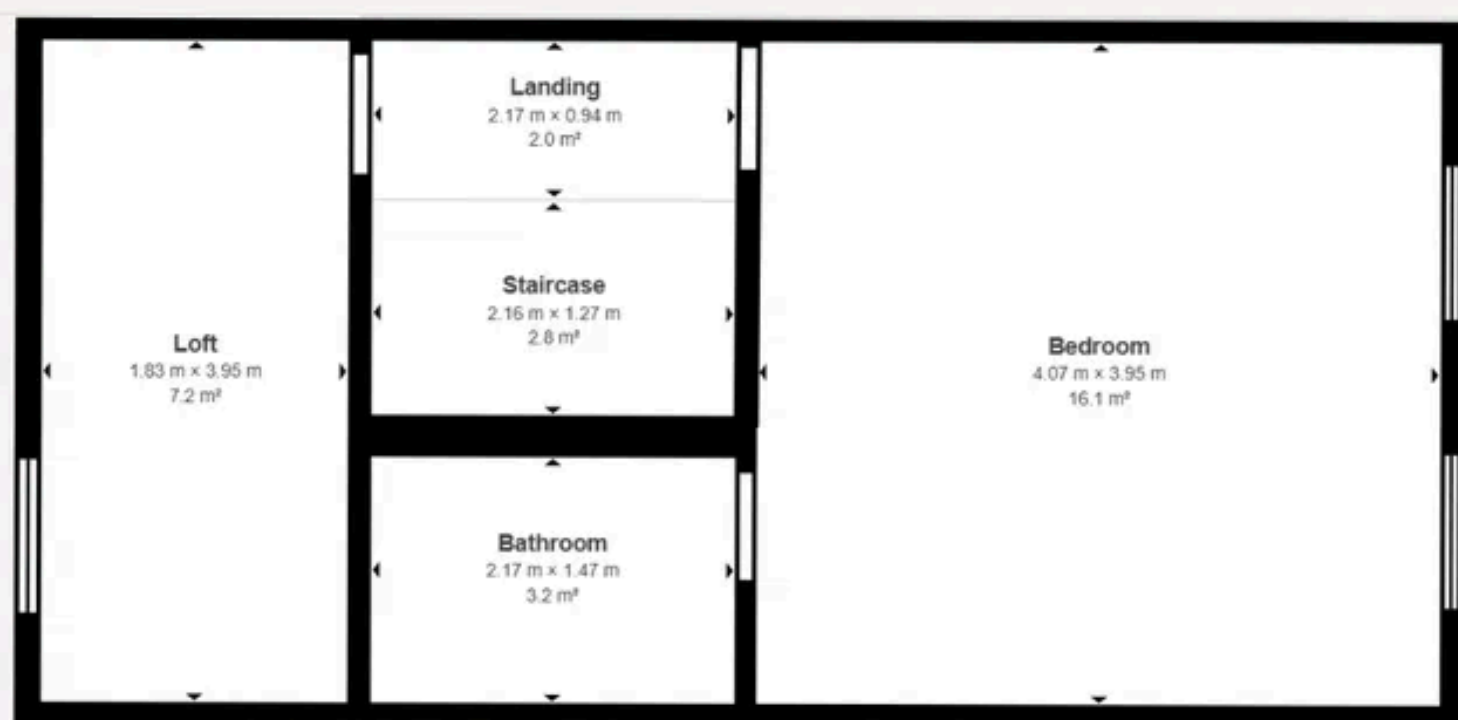 Landing
2.17 m × 0.94 m
2.0 m²
Staircase
2.16 m × 1.27 m
2.8 m²
Loft
1.83 m × 3.95 m
7.2 m²
Bedroom
4.07 m × 3.95 m
16.1 m²
Bathroom
2.17 m × 1.47 m
3.2 m²